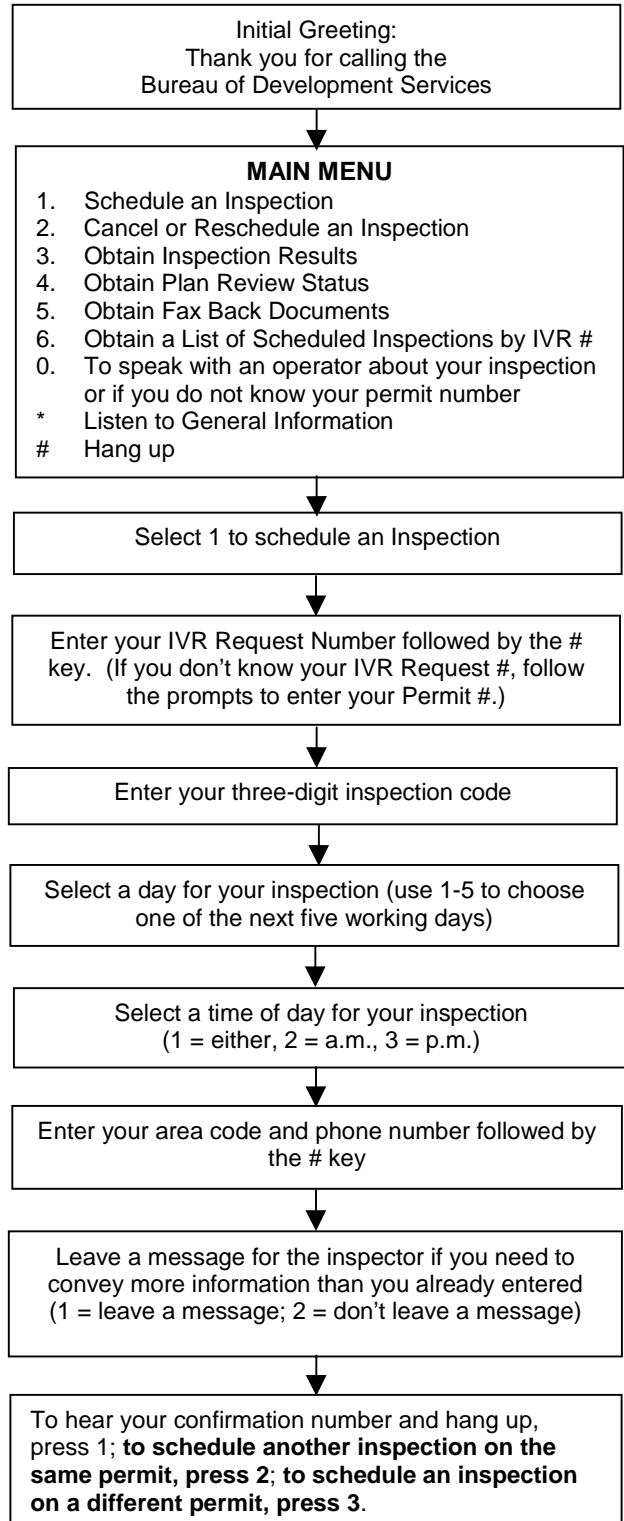 Initial Greeting:
Thank you for calling the
Bureau of Development Services
MAIN MENU
1. Schedule an Inspection
2. Cancel or Reschedule an Inspection
3. Obtain Inspection Results
4. Obtain Plan Review Status
5. Obtain Fax Back Documents
6. Obtain a List of Scheduled Inspections by IVR #
0. To speak with an operator about your inspection
or if you do not know your permit number
* Listen to General Information
# Hang up
Select 1 to schedule an Inspection
Enter your IVR Request Number followed by the #
key. (If you don’t know your IVR Request #, follow
the prompts to enter your Permit #.)
Enter your three-digit inspection code
Select a day for your inspection (use 1-5 to choose
one of the next five working days)
Select a time of day for your inspection
(1 = either, 2 = a.m., 3 = p.m.)
Enter your area code and phone number followed by
the # key
Leave a message for the inspector if you need to
convey more information than you already entered
(1 = leave a message; 2 = don’t leave a message)
To hear your confirmation number and hang up,
press 1; to schedule another inspection on the
same permit, press 2; to schedule an inspection
on a different permit, press 3.